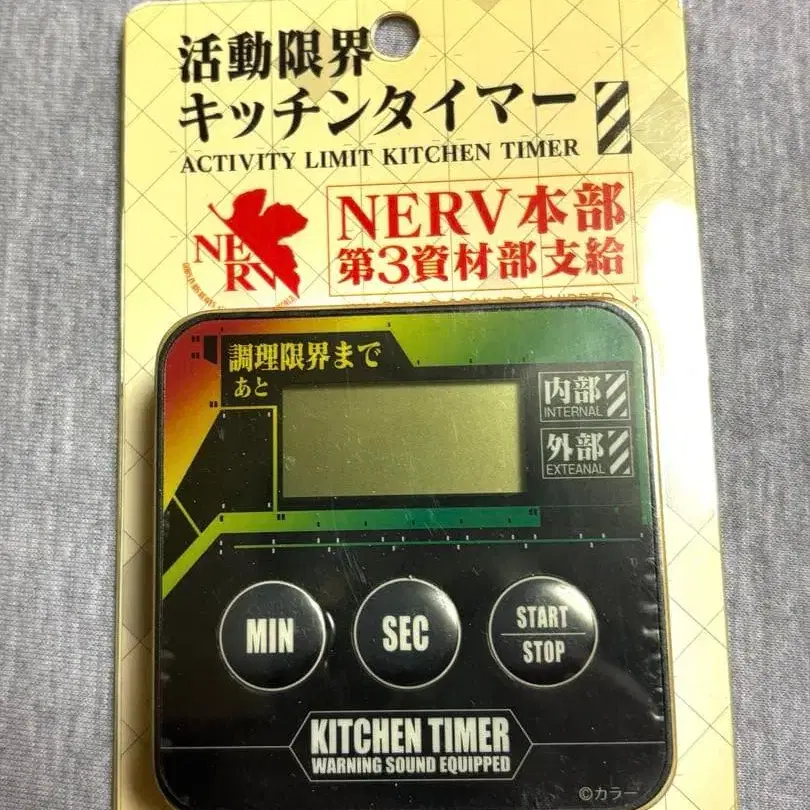 活動限界
キッチンタイマー
ACTIVITY LIMIT KITCHEN TIMER
NERV
NERV本部
第3資材部支給
調理限界まで
あと
内部
INTERNAL
外部
EXTEANAL
MIN
SEC
START
STOP
KITCHEN TIMER
WARNING SOUND EQUIPPED
©カラー